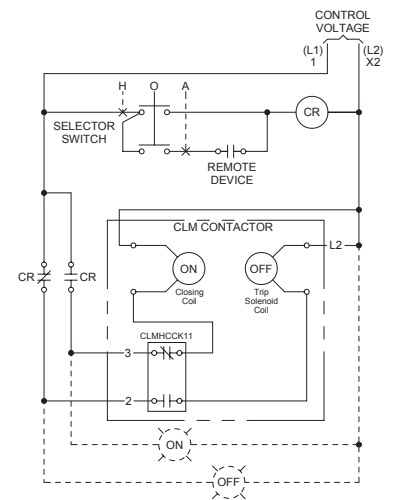 CONTROL
VOLTAGE
(L1) (L2)
1 X2
H O A
CR
SELECTOR
SWITCH
REMOTE
DEVICE
CLM CONTACTOR
L2
ON OFF
CR CR
Closing
Coil
Trip
Solenoid
Coil
CLMHCCK11
3
2
ON
OFF